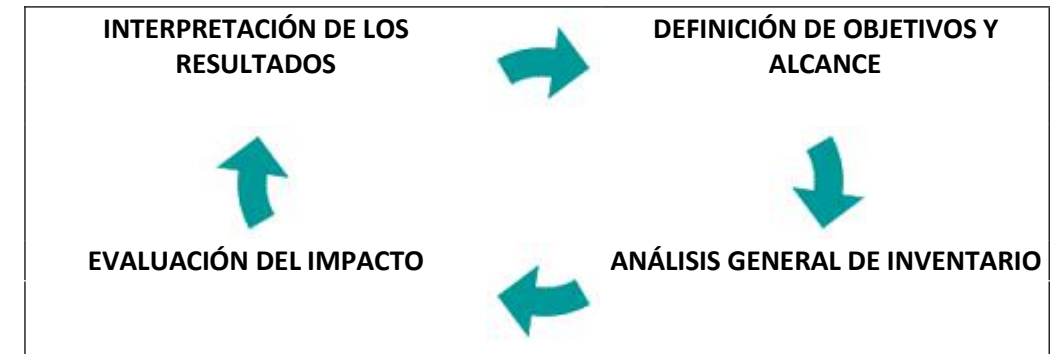 INTERPRETACIÓN DE LOS
RESULTADOS
DEFINICIÓN DE OBJETIVOS Y
ALCANCE
EVALUACIÓN DEL IMPACTO
ANÁLISIS GENERAL DE INVENTARIO